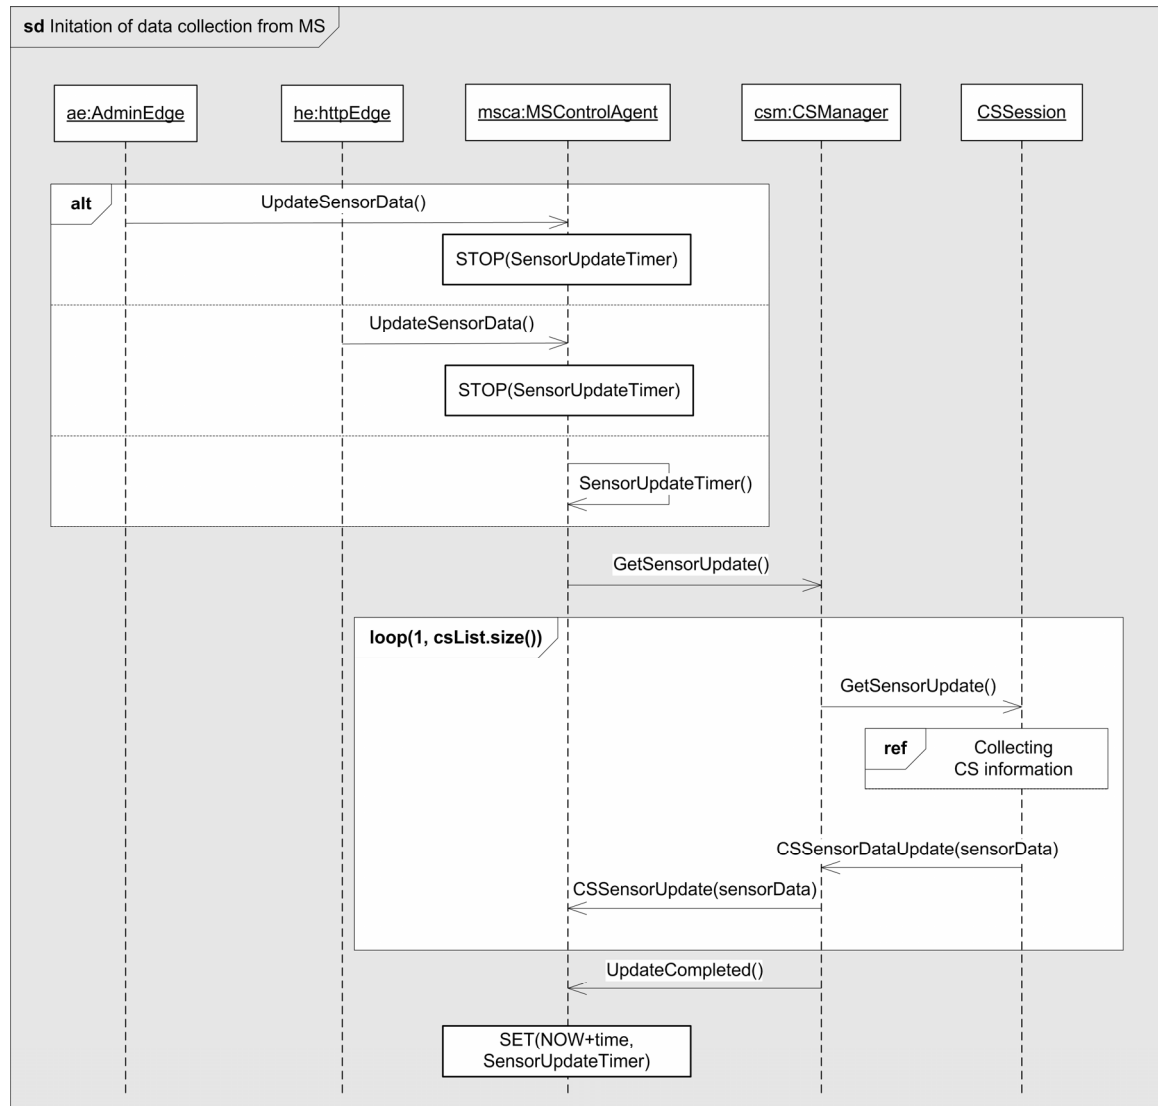 sd Initation of data collection from MS
ae:AdminEdge
he:httpEdge
msca:MSControlAgent
csm:CSManager
CSSession
alt
UpdateSensorData()
STOP(SensorUpdateTimer)
UpdateSensorData()
STOP(SensorUpdateTimer)
SensorUpdateTimer()
GetSensorUpdate()
loop(1, csList.size())
GetSensorUpdate()
ref
Collecting
CS information
CSSensorDataUpdate(sensorData)
CSSensorUpdate(sensorData)
UpdateCompleted()
SET(NOW+time,
SensorUpdateTimer)